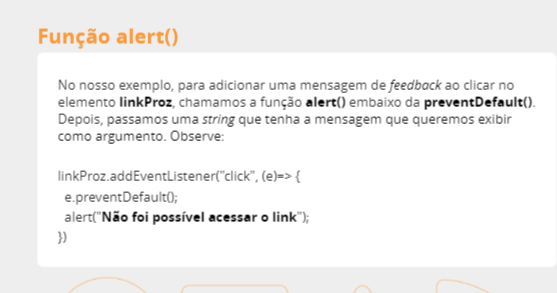 Função alert()
No nosso exemplo, para adicionar uma mensagem de feedback ao clicar no
elemento linkProz, chamamos a função alert() embaixo da preventDefault().
Depois, passamos uma string que tenha a mensagem que queremos exibir
como argumento. Observe:
linkProz.addEventListener("click", (e)=> {
e.preventDefault();
alert("Não foi possível acessar o link");
})